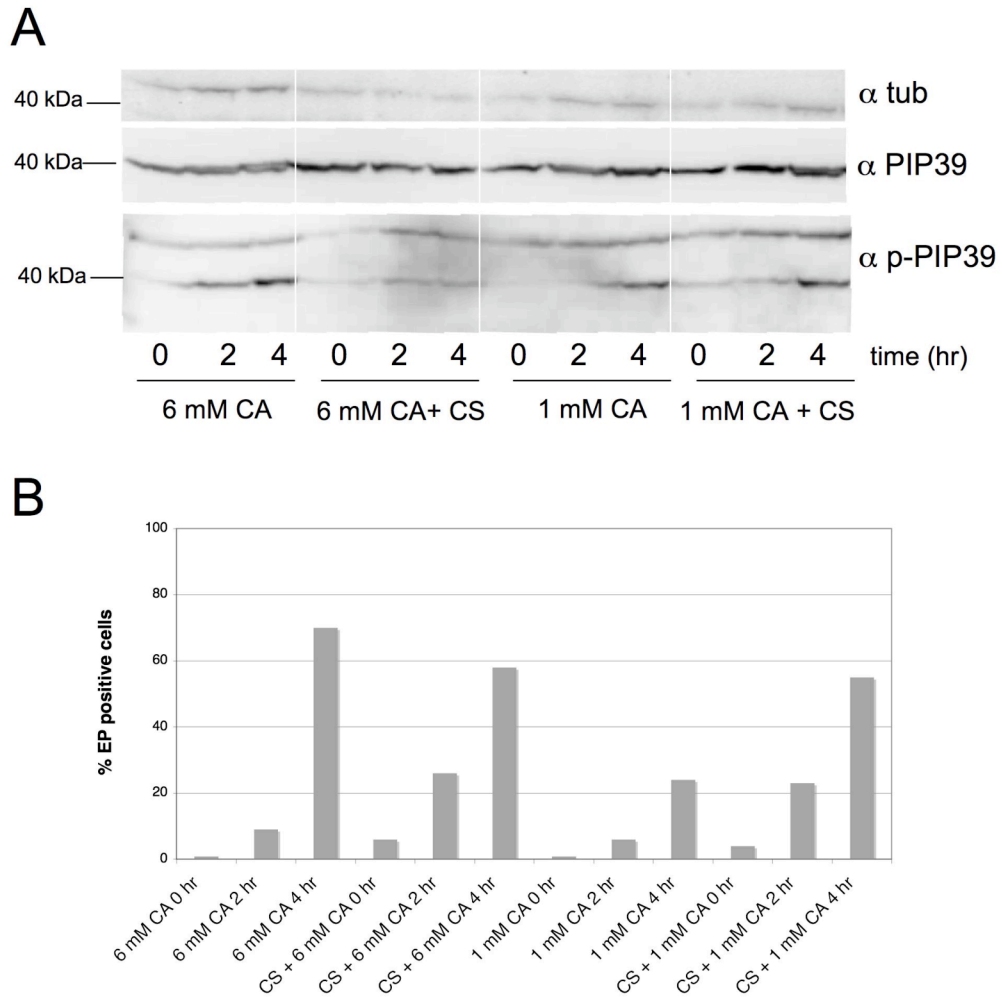 A
40 kDa
α tub
40 kDa
α PIP39
40 kDa
α p-PIP39
0 2 4 0 2 4 0 2 4 0 2 4 time (hr)
6 mM CA 6 mM CA+ CS 1 mM CA 1 mM CA + CS
B
% EP positive cells
100
80
60
40
20
0
6 mM CA 0 hr
6 mM CA 2 hr
6 mM CA 4 hr
CS + 6 mM CA 0 hr
CS + 6 mM CA 2 hr
CS + 6 mM CA 4 hr
1 mM CA 0 hr
1 mM CA 2 hr
1 mM CA 4 hr
CS + 1 mM CA 0 hr
CS + 1 mM CA 2 hr
CS + 1 mM CA 4 hr